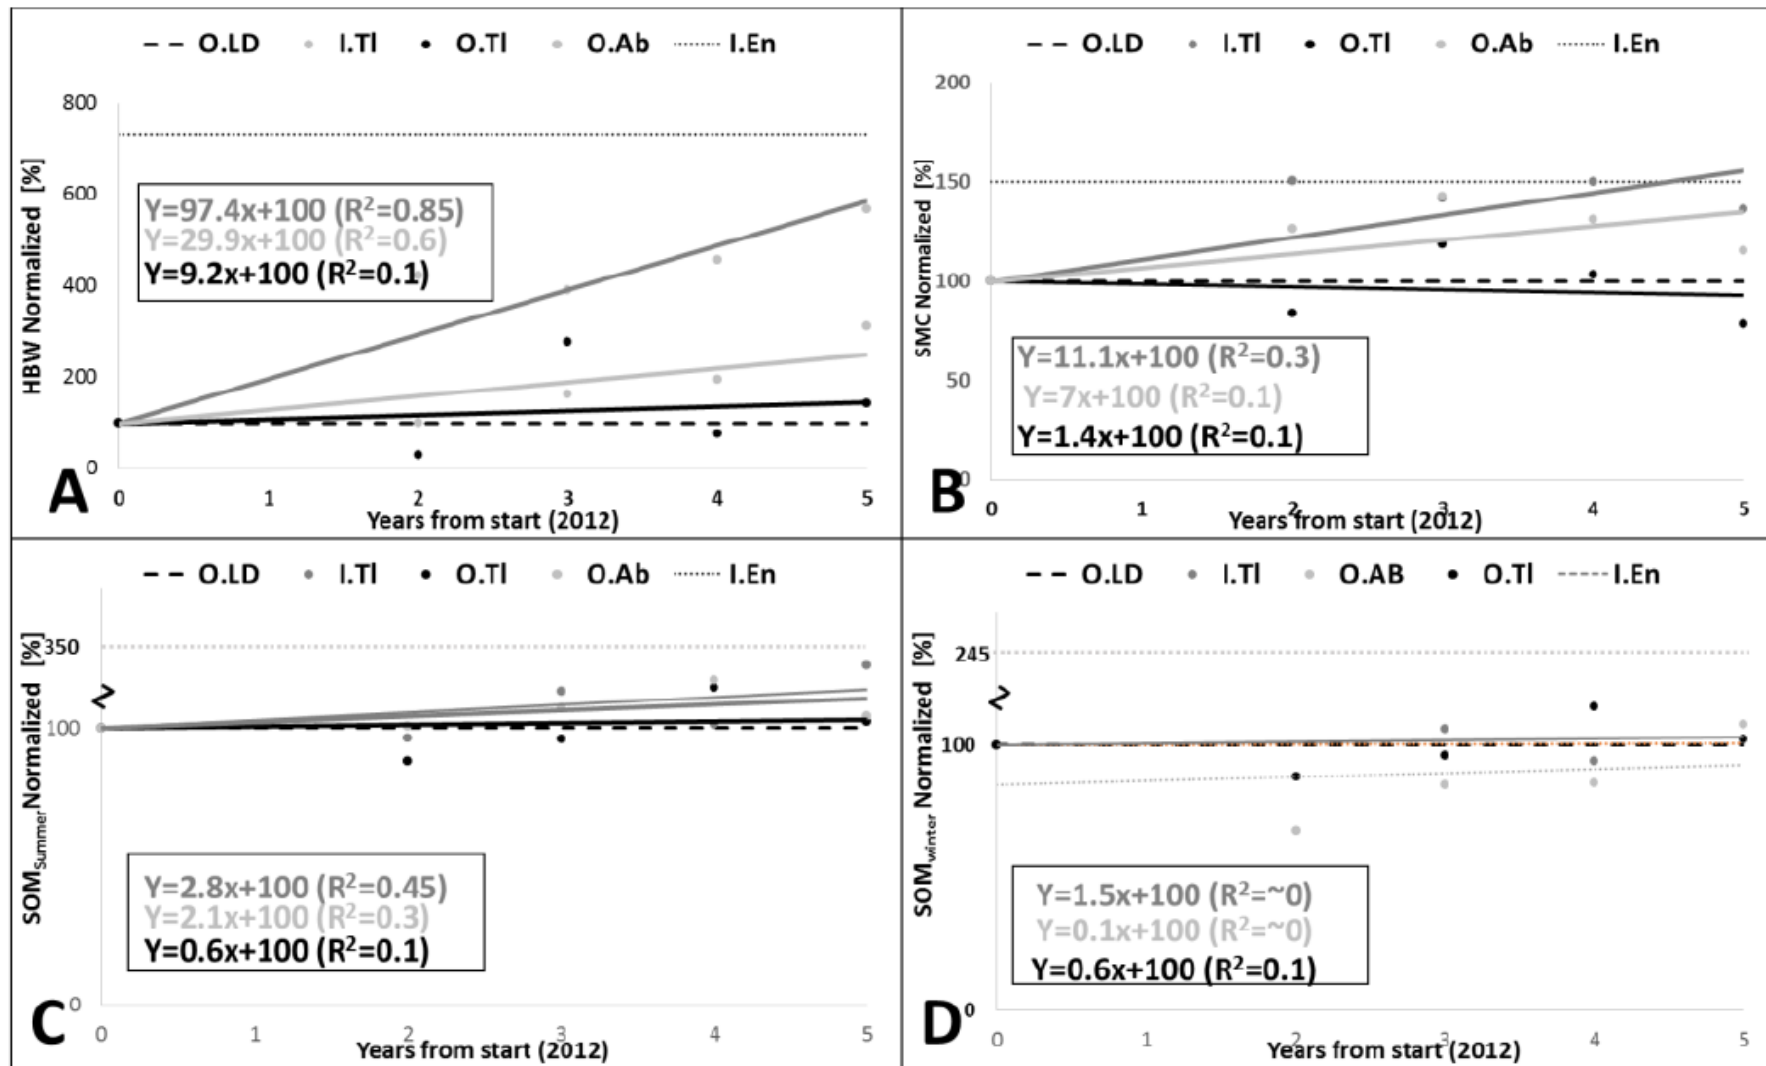 O.LD I.Tl O.Tl O.Ab I.En
HBW Normalized [%]
800
600
400
200
0
Y=97.4x+100 (R²=0.85)
Y=29.9x+100 (R²=0.6)
Y=9.2x+100 (R²=0.1)
A
0 1 2 3 4 5
Years from start (2012)
O.LD I.Tl O.Tl O.Ab I.En
SMC Normalized [%]
200
150
100
50
0
Y=11.1x+100 (R²=0.3)
Y=7x+100 (R²=0.1)
Y=1.4x+100 (R²=0.1)
B
0 1 2 3 4 5
Years from start (2012)
O.LD I.Tl O.Tl O.Ab I.En
SOMSummer Normalized [%]
350
100
0
Y=2.8x+100 (R²=0.45)
Y=2.1x+100 (R²=0.3)
Y=0.6x+100 (R²=0.1)
C
0 1 2 3 4 5
Years from start (2012)
O.LD I.Tl O.AB O.Tl I.En
SOMwinter Normalized [%]
245
100
0
Y=1.5x+100 (R²=~0)
Y=0.1x+100 (R²=~0)
Y=0.6x+100 (R²=0.1)
D
0 1 2 3 4 5
Years from start (2012)